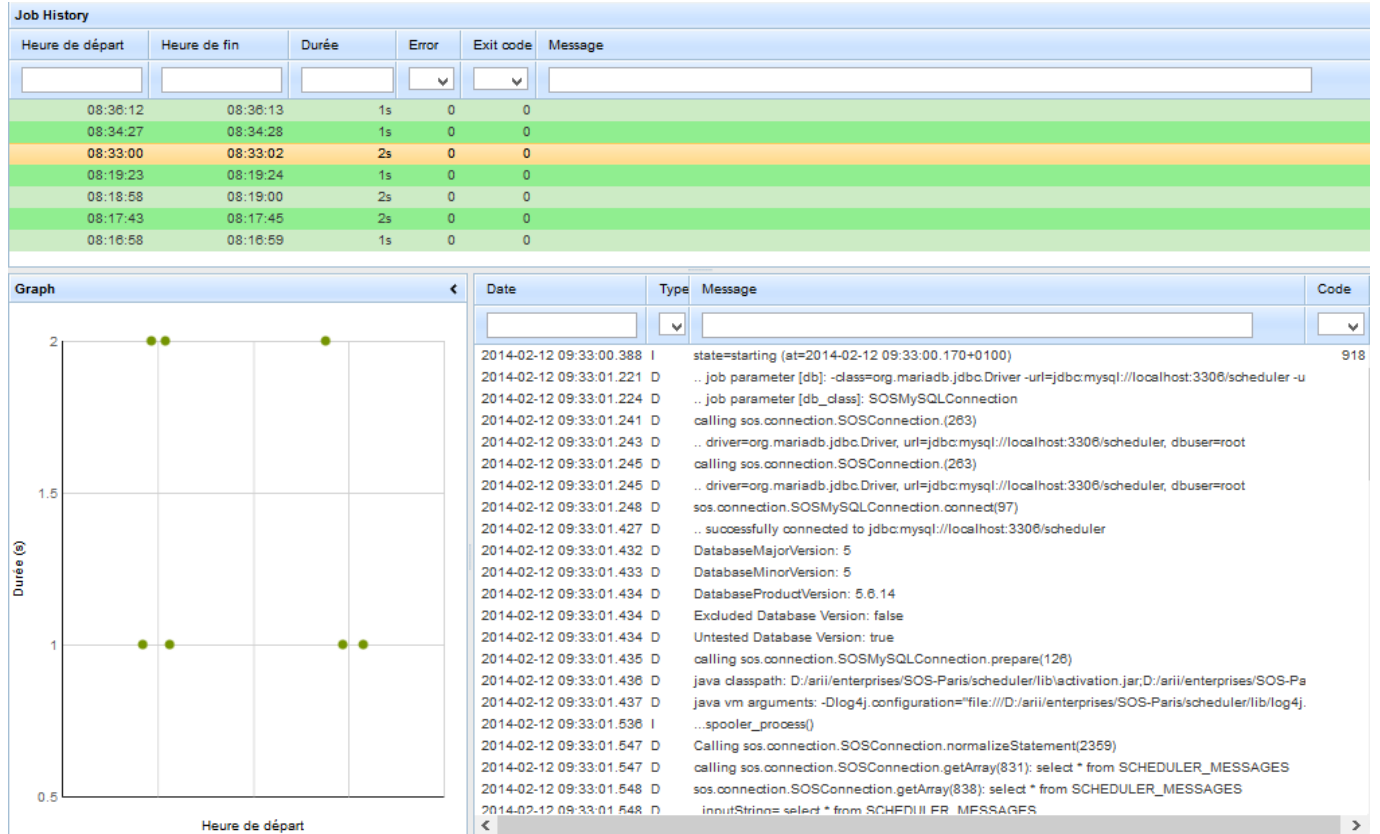 Job History
Heure de départ Heure de fin Durée Error Exit code Message
08:36:12 08:36:13 1s 0 0
08:34:27 08:34:28 1s 0 0
08:33:00 08:33:02 2s 0 0
08:19:23 08:19:24 1s 0 0
08:18:58 08:19:00 2s 0 0
08:17:43 08:17:45 2s 0 0
08:16:58 08:16:59 1s 0 0
Graph
2
1.5
1
0.5
Durée (s)
Heure de départ
Date Type Message Code
2014-02-12 09:33:00.388 I state=starting (at=2014-02-12 09:33:00.170+0100) 918
2014-02-12 09:33:01.221 D .. job parameter [db]: -class=org.mariadb.jdbc.Driver -url=jdbc:mysql://localhost:3306/scheduler -u
2014-02-12 09:33:01.224 D .. job parameter [db_class]: SOSMySQLConnection
2014-02-12 09:33:01.241 D calling sos.connection.SOSConnection.(263)
2014-02-12 09:33:01.243 D .. driver=org.mariadb.jdbc.Driver, url=jdbc:mysql://localhost:3306/scheduler, dbuser=root
2014-02-12 09:33:01.245 D calling sos.connection.SOSConnection.(263)
2014-02-12 09:33:01.245 D .. driver=org.mariadb.jdbc.Driver, url=jdbc:mysql://localhost:3306/scheduler, dbuser=root
2014-02-12 09:33:01.248 D sos.connection.SOSMySQLConnection.connect(97)
2014-02-12 09:33:01.427 D .. successfully connected to jdbc:mysql://localhost:3306/scheduler
2014-02-12 09:33:01.432 D DatabaseMajorVersion: 5
2014-02-12 09:33:01.433 D DatabaseMinorVersion: 5
2014-02-12 09:33:01.434 D DatabaseProductVersion: 5.6.14
2014-02-12 09:33:01.434 D Excluded Database Version: false
2014-02-12 09:33:01.434 D Untested Database Version: true
2014-02-12 09:33:01.435 D calling sos.connection.SOSMySQLConnection.prepare(126)
2014-02-12 09:33:01.436 D java classpath: D:/arii/enterprises/SOS-Paris/scheduler/lib\activation.jar;D:/arii/enterprises/SOS-Pa
2014-02-12 09:33:01.437 D java vm arguments: -Dlog4j.configuration="file:///D:/arii/enterprises/SOS-Paris/scheduler/lib/log4j.
2014-02-12 09:33:01.536 I ...spooler_process()
2014-02-12 09:33:01.547 D Calling sos.connection.SOSConnection.normalizeStatement(2359)
2014-02-12 09:33:01.547 D calling sos.connection.SOSConnection.getArray(831): select * from SCHEDULER_MESSAGES
2014-02-12 09:33:01.548 D sos.connection.SOSConnection.getArray(838): select * from SCHEDULER_MESSAGES
2014-02-12 09:33:01.548 D .. inputString= select * from SCHEDULER_MESSAGES